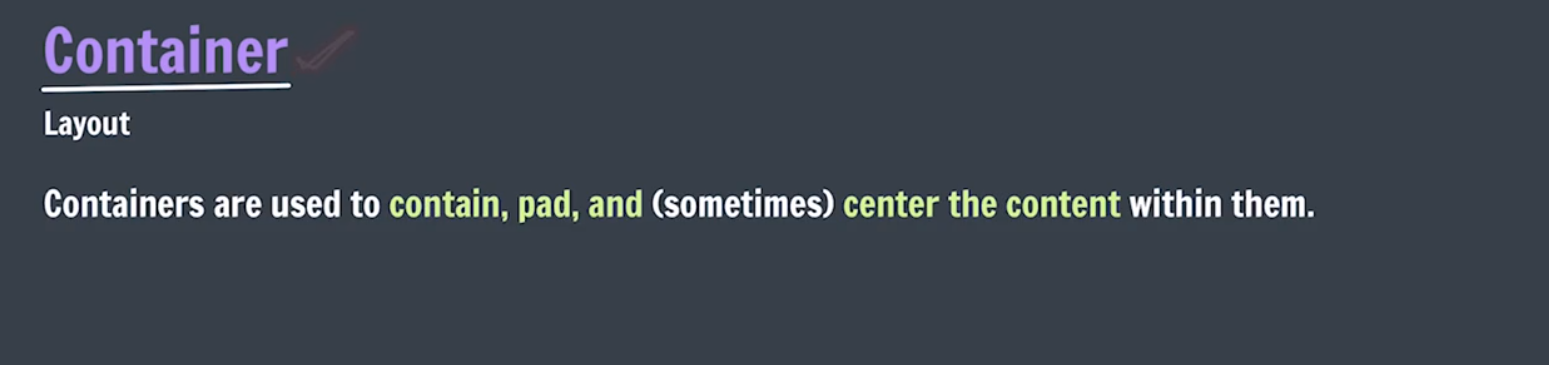 Container
Layout
Containers are used to contain, pad, and (sometimes) center the content within them.